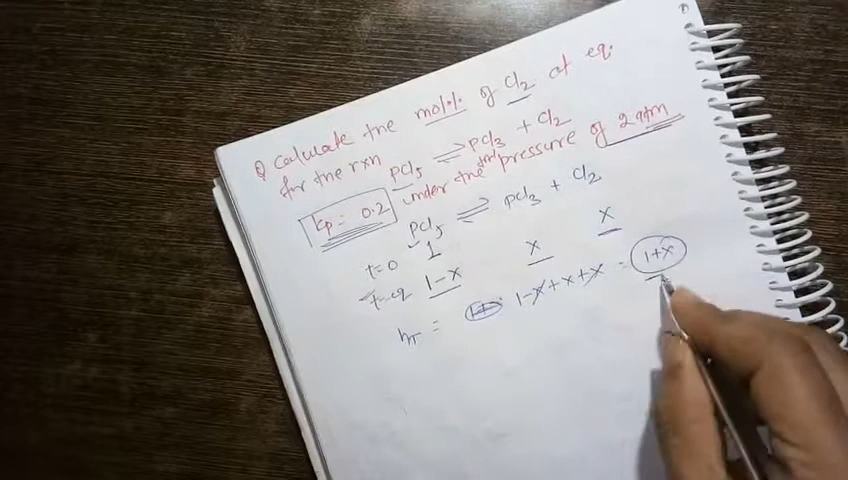 Q Calculate the mol% of Cl2 at eq.
for the rxn PCl5 ⇌ PCl3 + Cl2
Kp = 0.2 under the total pressure of 2 atm
PCl5 ⇌ PCl3 + Cl2
t=0 1
t=eq 1-x x x
nT = 1-x+x+x = 1+x